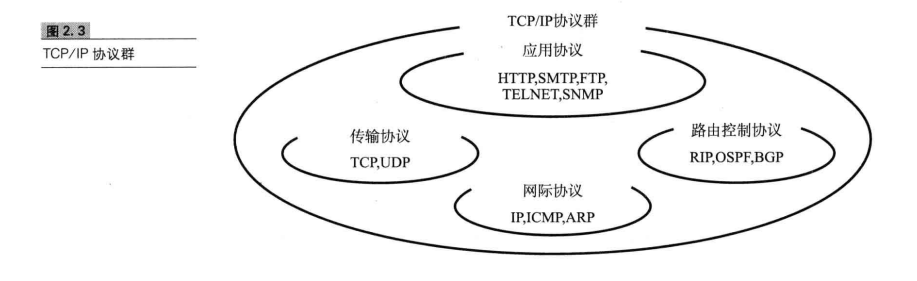 图 2.3
TCP/IP 协议群
TCP/IP协议群
应用协议
HTTP,SMTP,FTP,
TELNET,SNMP
传输协议
TCP,UDP
路由控制协议
RIP,OSPF,BGP
网际协议
IP,ICMP,ARP